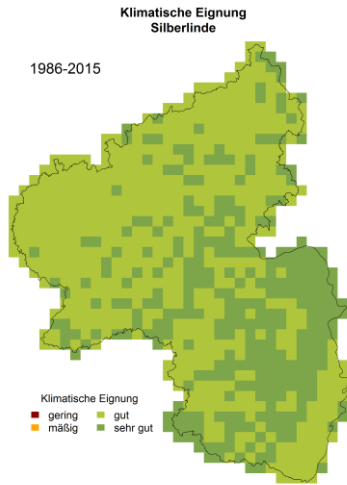 Klimatische Eignung
Silberlinde
1986-2015
Klimatische Eignung
gering gut
mäßig sehr gut